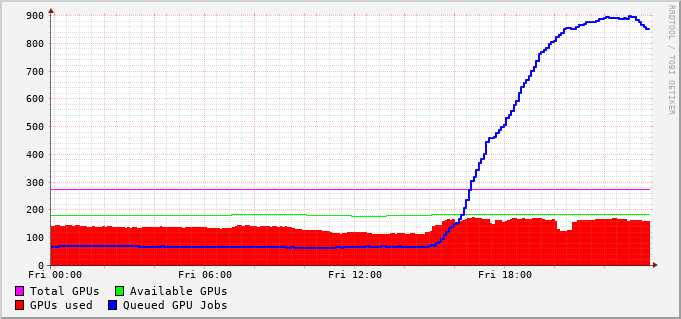 900
800
700
600
500
400
300
200
100
0
Fri 00:00 Fri 06:00 Fri 12:00 Fri 18:00
Total GPUs Available GPUs
GPUs used Queued GPU Jobs
RRDTOOL / TOBI OETIKER